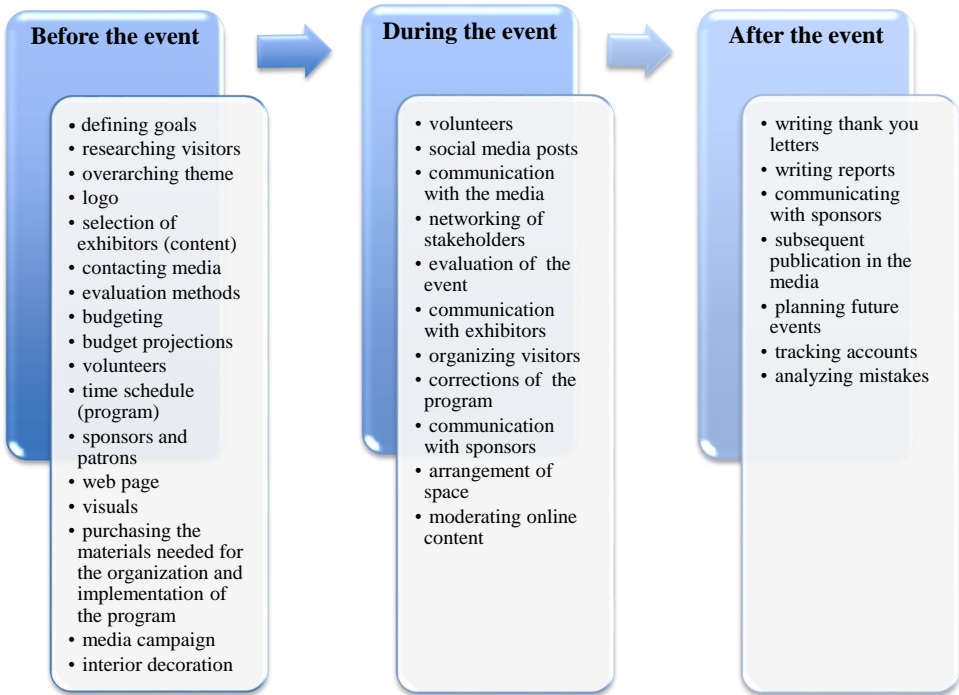 Before the event
• defining goals
• researching visitors
• overarching theme
• logo
• selection of
exhibitors (content)
• contacting media
• evaluation methods
• budgeting
• budget projections
• volunteers
• time schedule
(program)
• sponsors and
patrons
• web page
• visuals
• purchasing the
materials needed for
the organization and
implementation of
the program
• media campaign
• interior decoration
During the event
• volunteers
• social media posts
• communication
with the media
• networking of
stakeholders
• evaluation of the
event
• communication
with exhibitors
• organizing visitors
• corrections of the
program
• communication
with sponsors
• arrangement of
space
• moderating online
content
After the event
• writing thank you
letters
• writing reports
• communicating
with sponsors
• subsequent
publication in the
media
• planning future
events
• tracking accounts
• analyzing mistakes